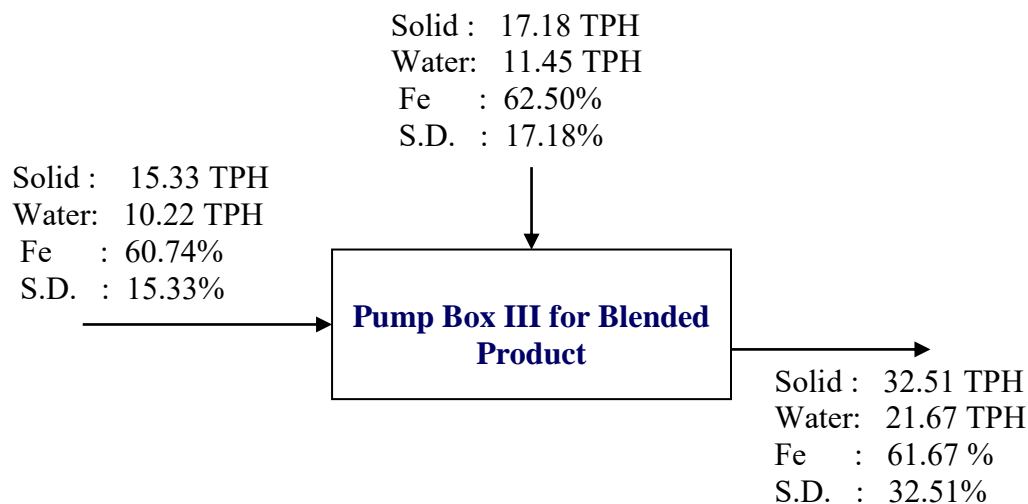 Solid : 17.18 TPH
Water: 11.45 TPH
Fe : 62.50%
S.D. : 17.18%
Solid : 15.33 TPH
Water: 10.22 TPH
Fe : 60.74%
S.D. : 15.33%
Pump Box III for Blended
Product
Solid : 32.51 TPH
Water: 21.67 TPH
Fe : 61.67 %
S.D. : 32.51%